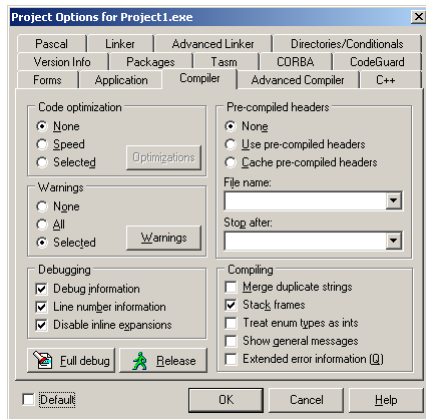 Project Options for Project1.exe
Pascal Linker Advanced Linker Directories/Conditionals
Version Info Packages Tasm CORBA CodeGuard
Forms Application Compiler Advanced Compiler C++
Code optimization
None
Speed
Selected
Optimizations
Warnings
None
All
Selected
Warnings
Debugging
Debug information
Line number information
Disable inline expansions
Full debug
Release
Pre-compiled headers
None
Use pre-compiled headers
Cache pre-compiled headers
File name:
Stop after:
Compiling
Merge duplicate strings
Stack frames
Treat enum types as ints
Show general messages
Extended error information (Q)
Default
OK Cancel Help